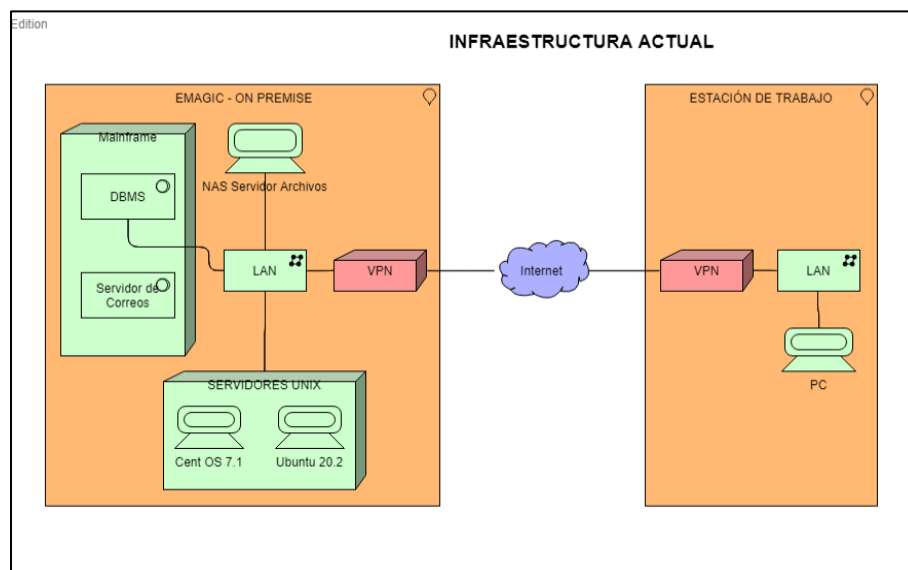 Edition
INFRAESTRUCTURA ACTUAL
EMAGIC - ON PREMISE
Mainframe
DBMS
Servidor de
Correos
NAS Servidor Archivos
LAN
VPN
SERVIDORES UNIX
Cent OS 7.1
Ubuntu 20.2
Internet
ESTACIÓN DE TRABAJO
VPN
LAN
PC